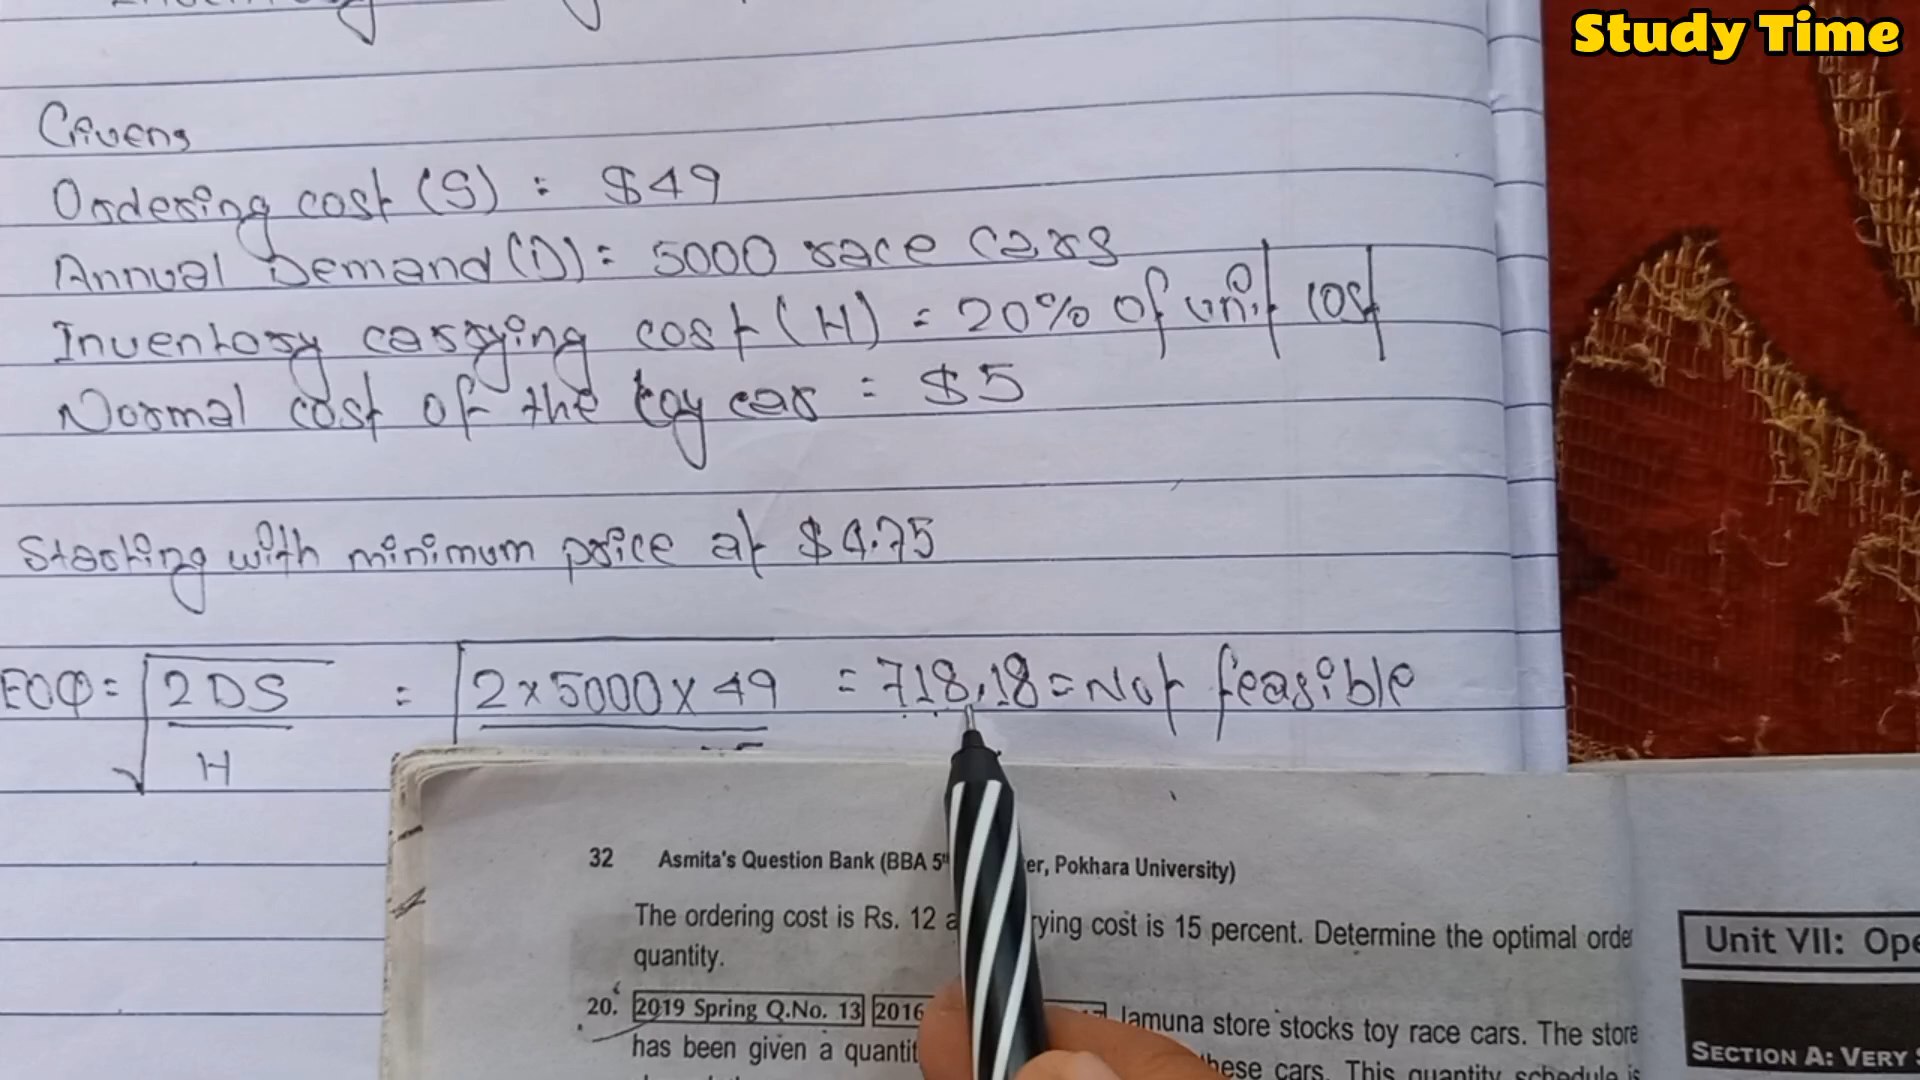 Study Time
Given,
Ordering cost (S) = $49
Annual Demand (D) = 5000 race cars
Inventory carrying cost (H) = 20% of unit cost
Normal cost of the toy car = $5
Starting with minimum price at $4.75
EOQ = √2DS = √2×5000×49 = 718.18 = Not feasible
H
32 Asmita's Question Bank (BBA 5th er, Pokhara University)
The ordering cost is Rs. 12 a rying cost is 15 percent. Determine the optimal order
quantity.
20. 2019 Spring Q.No. 13 2016 Jamuna store stocks toy race cars. The store
has been given a quantit hese cars. This quantity schedule is
Unit VII: Ope
SECTION A: VERY S